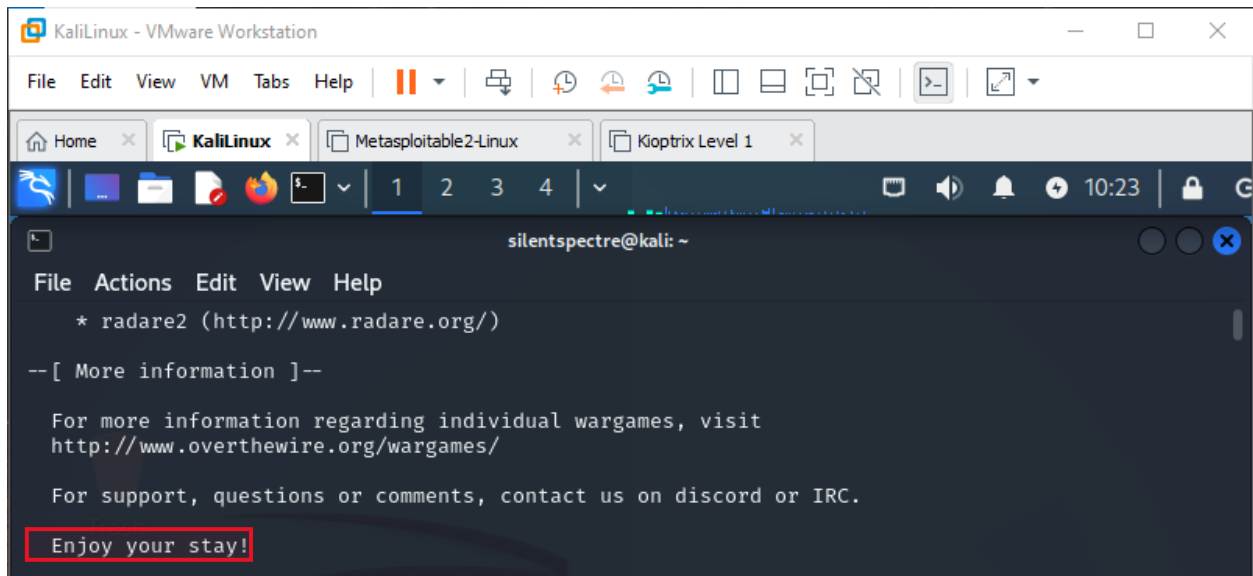 KaliLinux - VMware Workstation
File Edit View VM Tabs Help
Home KaliLinux Metasploitable2-Linux Kioptrix Level 1
1 2 3 4 10:23
silentspectre@kali: ~
File Actions Edit View Help
* radare2 (http://www.radare.org/)
--[ More information ]--
For more information regarding individual wargames, visit
http://www.overthewire.org/wargames/
For support, questions or comments, contact us on discord or IRC.
Enjoy your stay!